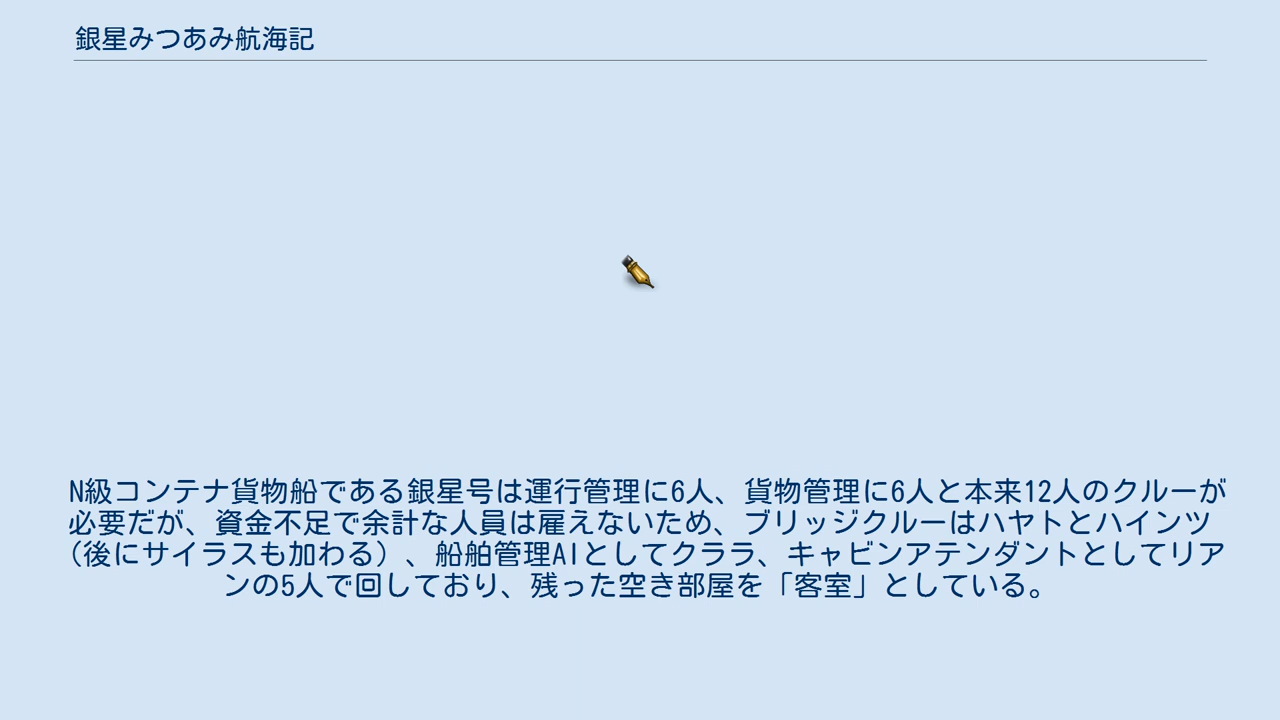 銀星みつあみ航海記
N級コンテナ貨物船である銀星号は運行管理に6人、貨物管理に6人と本来12人のクルーが
必要だが、資金不足で余計な人員は雇えないため、ブリッジクルーはハヤトとハインツ
(後にサイラスも加わる)、船舶管理AIとしてクララ、キャビンアテンダントとしてリア
ンの5人で回しており、残った空き部屋を「客室」としている。